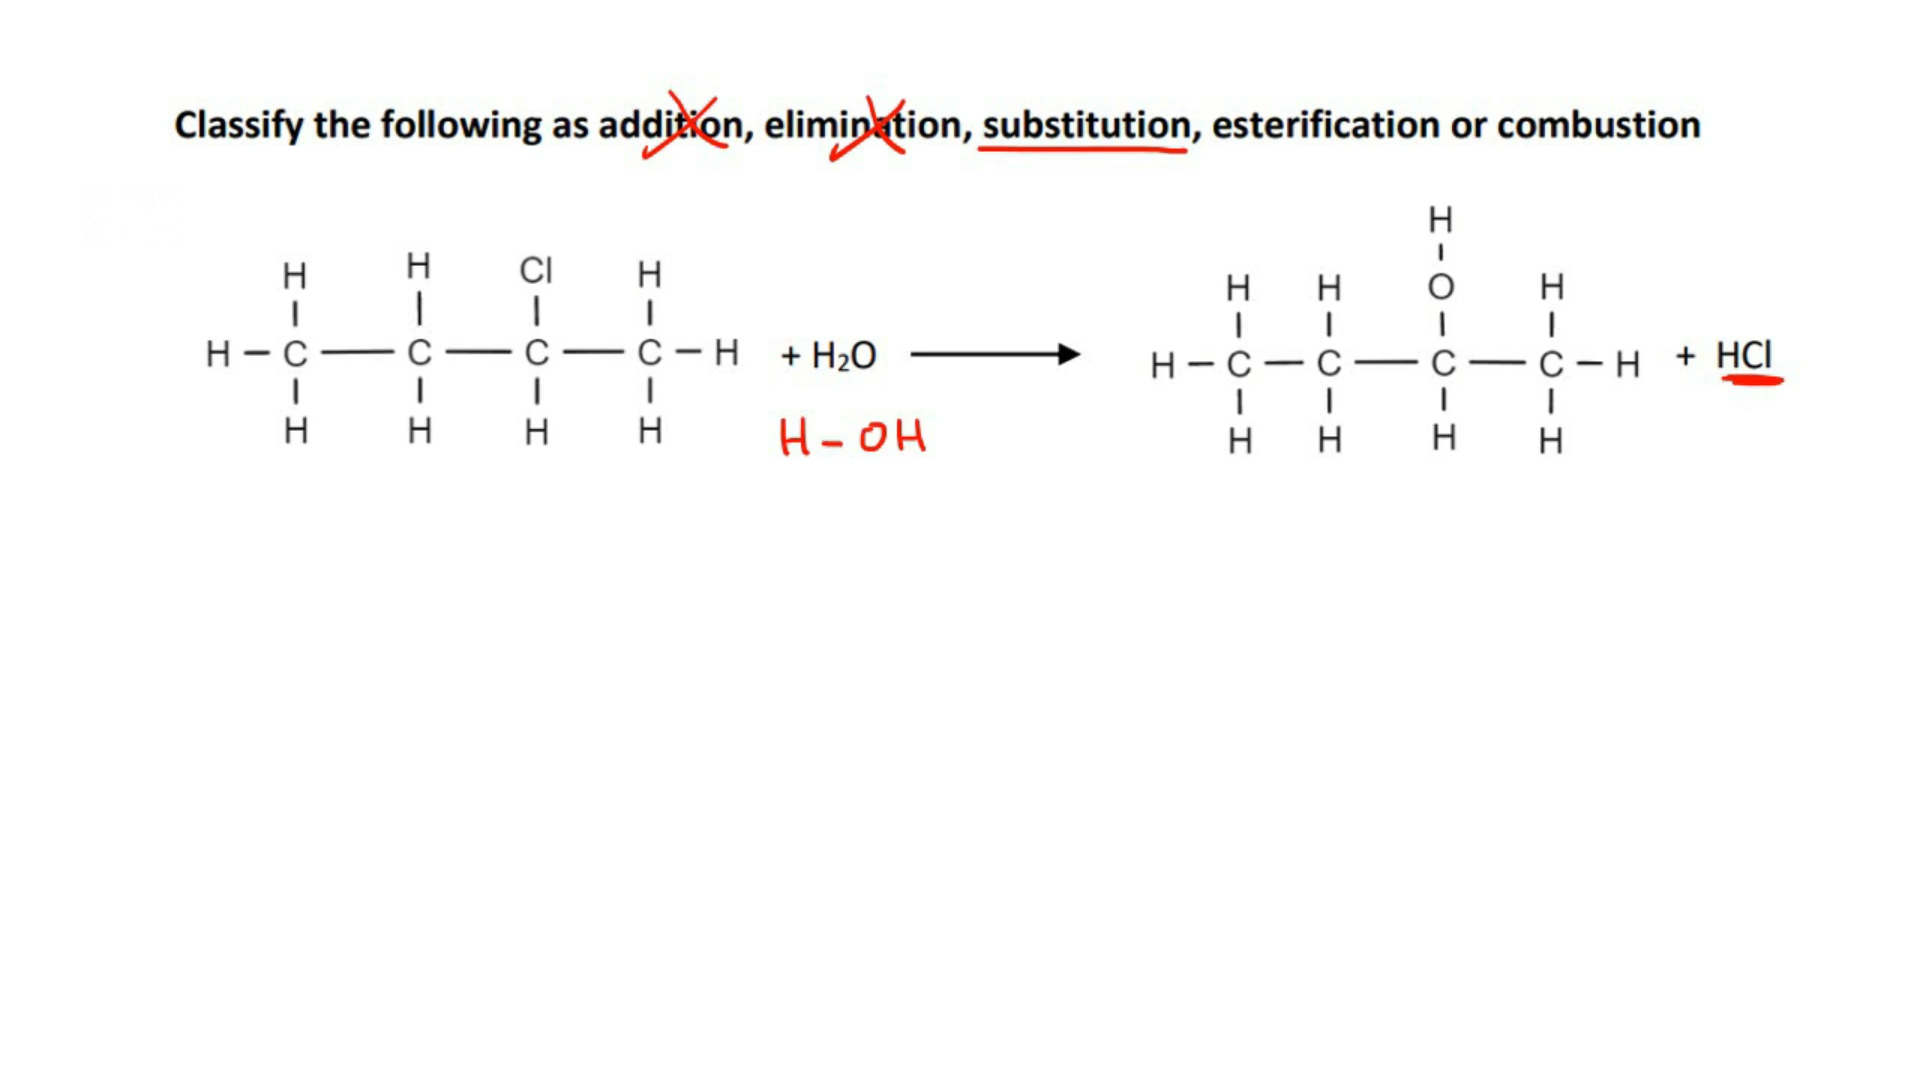 Classify the following as addition, elimination, substitution, esterification or combustion
H
H H Cl H H H O H
H – C — C — C — C – H + H₂O ⟶ H – C – C — C — C – H + HCl
H H H H H – OH H H H H